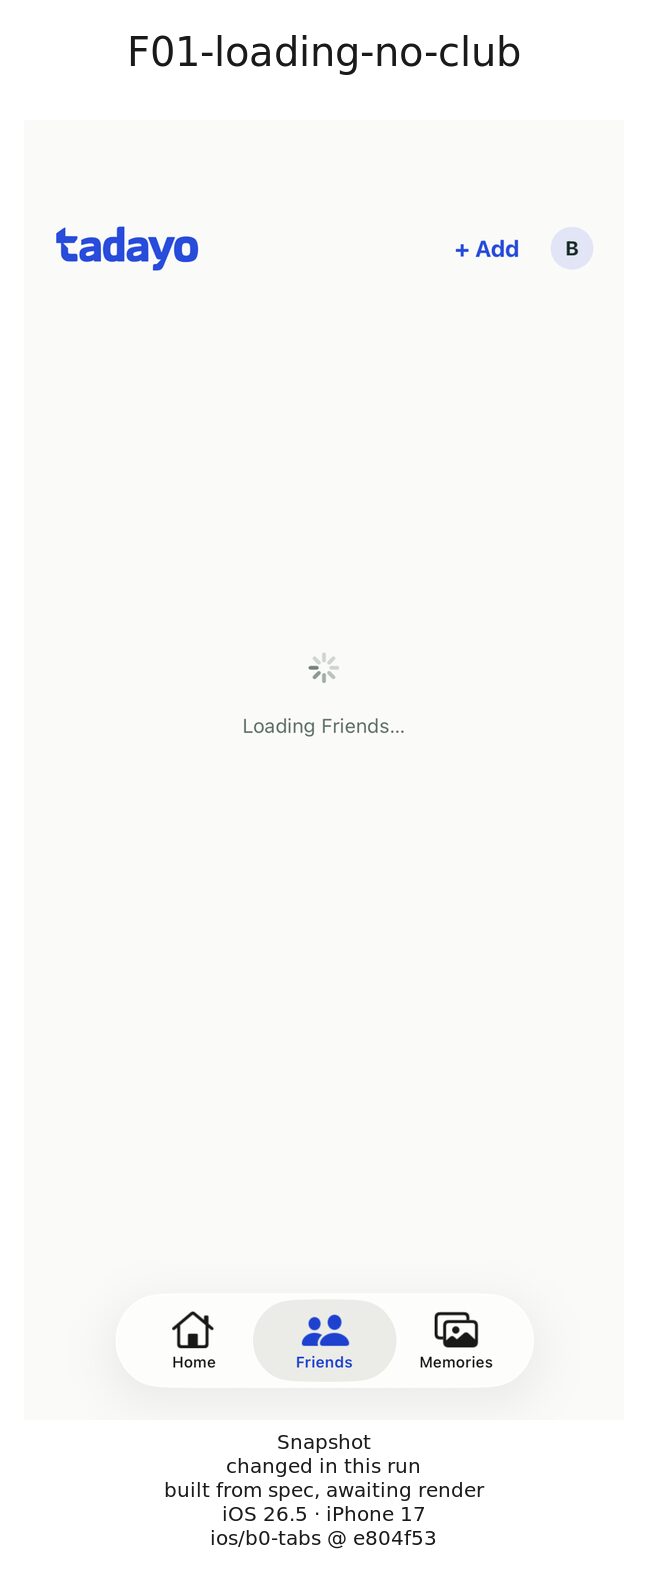 F01-loading-no-club
tadayo
+ Add
B
Loading Friends...
Home
Friends
Memories
Snapshot
changed in this run
built from spec, awaiting render
iOS 26.5 · iPhone 17
ios/b0-tabs @ e804f53